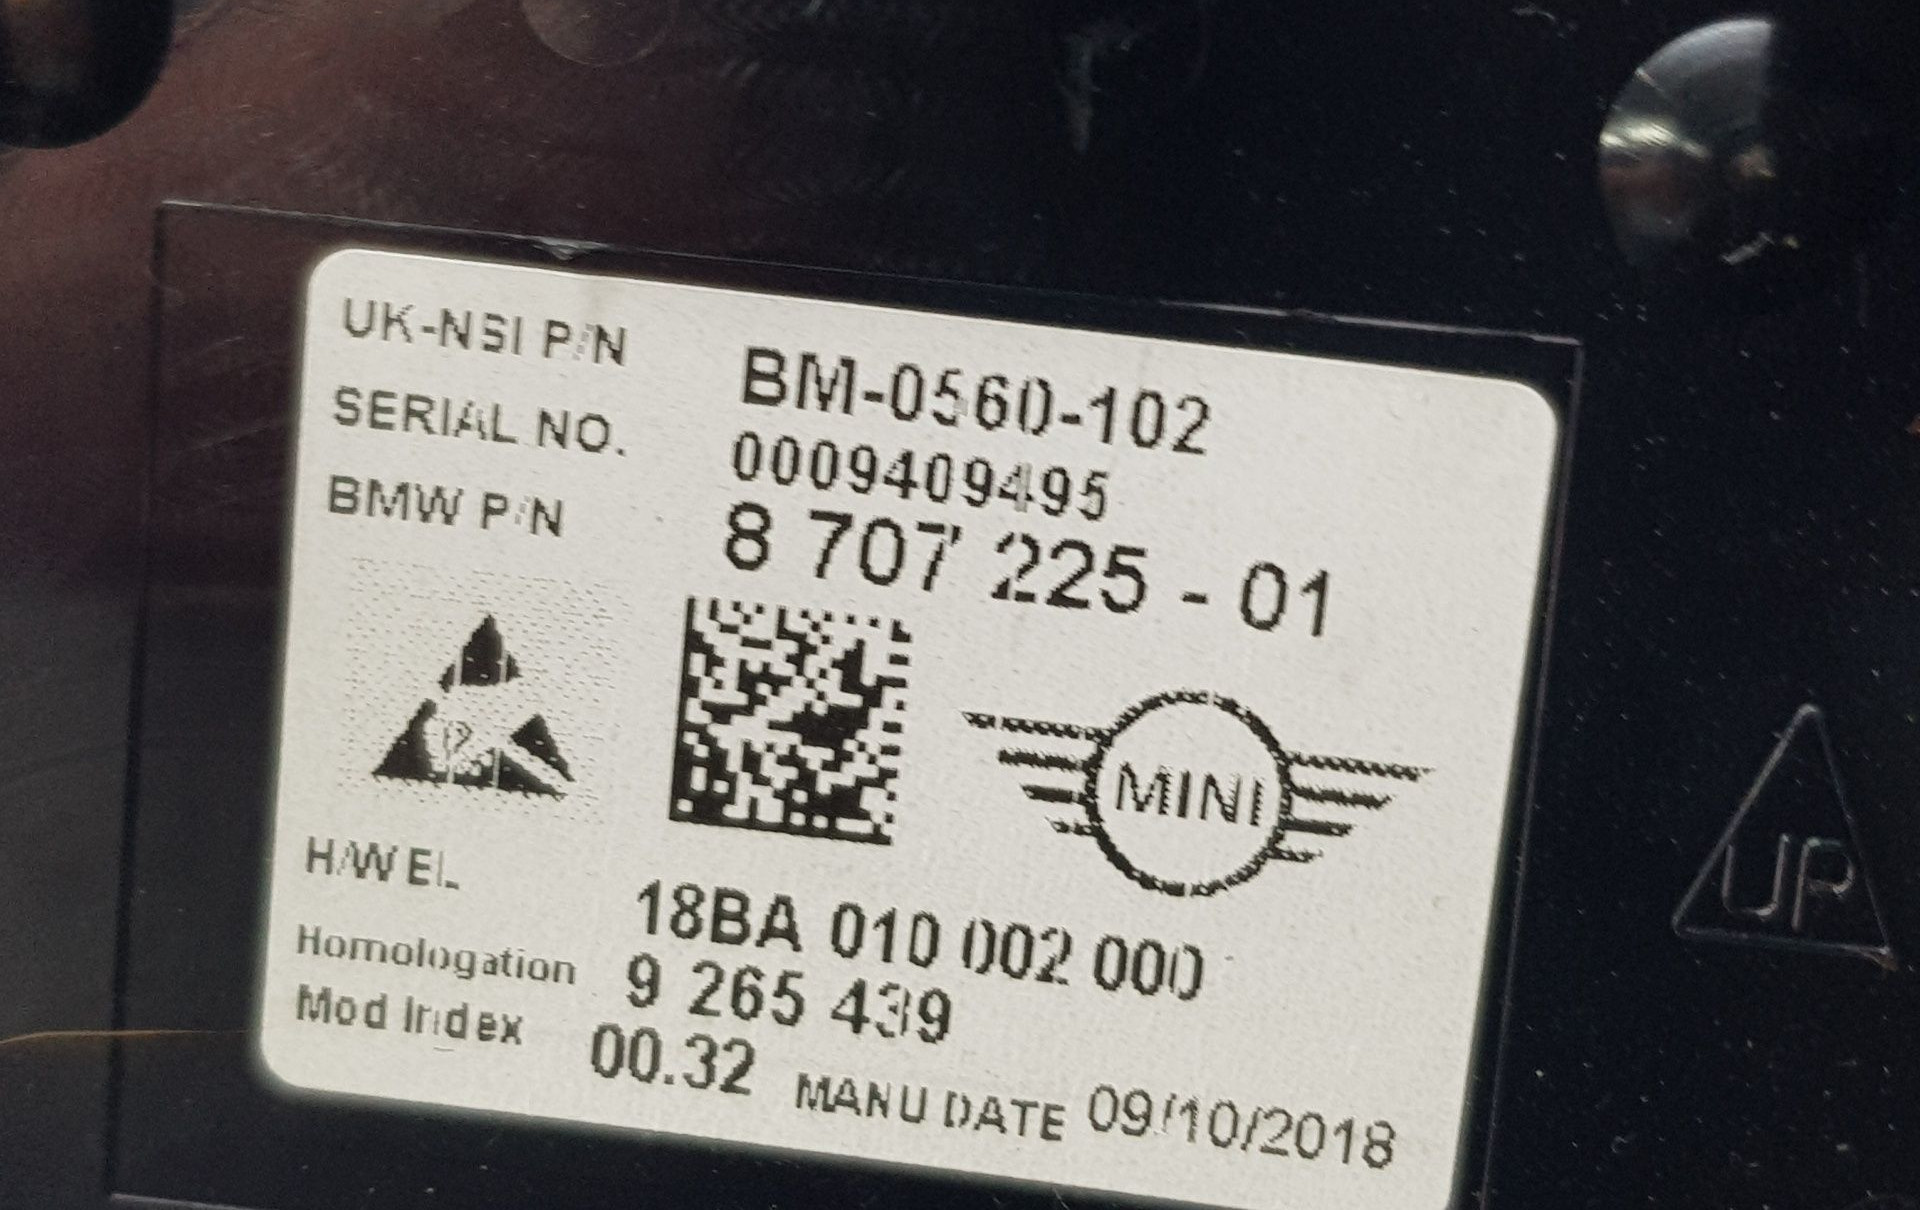 UK-NSI P/N BM-0560-102
SERIAL NO. 0009409495
BMW P/N 8 707 225 - 01
MINI
H/W EL 18BA 010 002 000
Homologation 9 265 439
Mod Index 00.32 MANU DATE 09/10/2018
UP